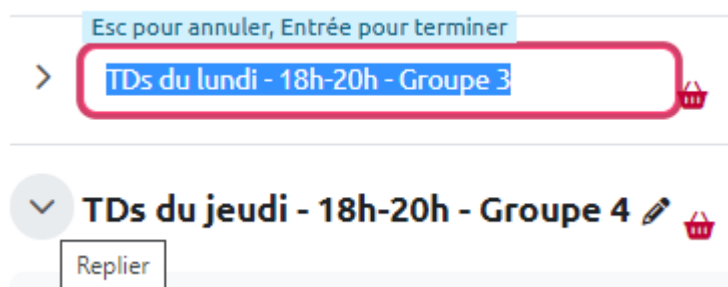 Esc pour annuler, Entrée pour terminer
TDs du lundi - 18h-20h - Groupe 3
TDs du jeudi - 18h-20h - Groupe 4
Replier